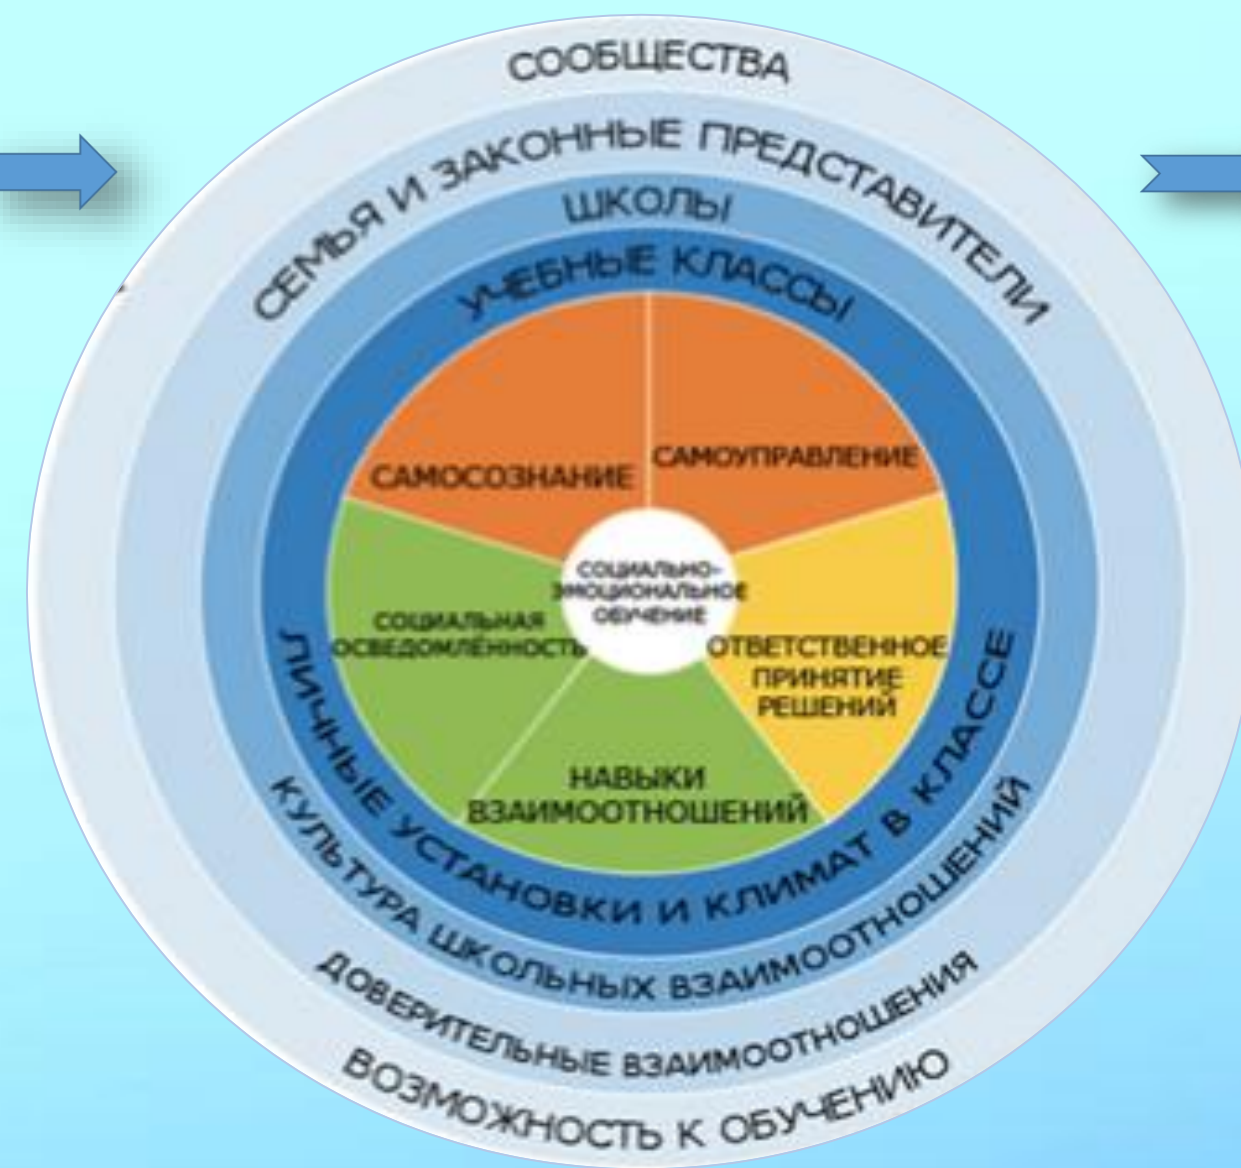 СООБЩЕСТВА
СЕМЬЯ И ЗАКОННЫЕ ПРЕДСТАВИТЕЛИ
ШКОЛЫ
УЧЕБНЫЕ КЛАССЫ
САМОСОЗНАНИЕ
САМОУПРАВЛЕНИЕ
СОЦИАЛЬНО-
ЭМОЦИОНАЛЬНОЕ
ОБУЧЕНИЕ
СОЦИАЛЬНАЯ
ОСВЕДОМЛЁННОСТЬ
ОТВЕТСТВЕННОЕ
ПРИНЯТИЕ
РЕШЕНИЙ
НАВЫКИ
ВЗАИМООТНОШЕНИЙ
ЛИЧНЫЕ УСТАНОВКИ И КЛИМАТ В КЛАССЕ
КУЛЬТУРА ШКОЛЬНЫХ ВЗАИМООТНОШЕНИЙ
ДОВЕРИТЕЛЬНЫЕ ВЗАИМООТНОШЕНИЯ
ВОЗМОЖНОСТЬ К ОБУЧЕНИЮ